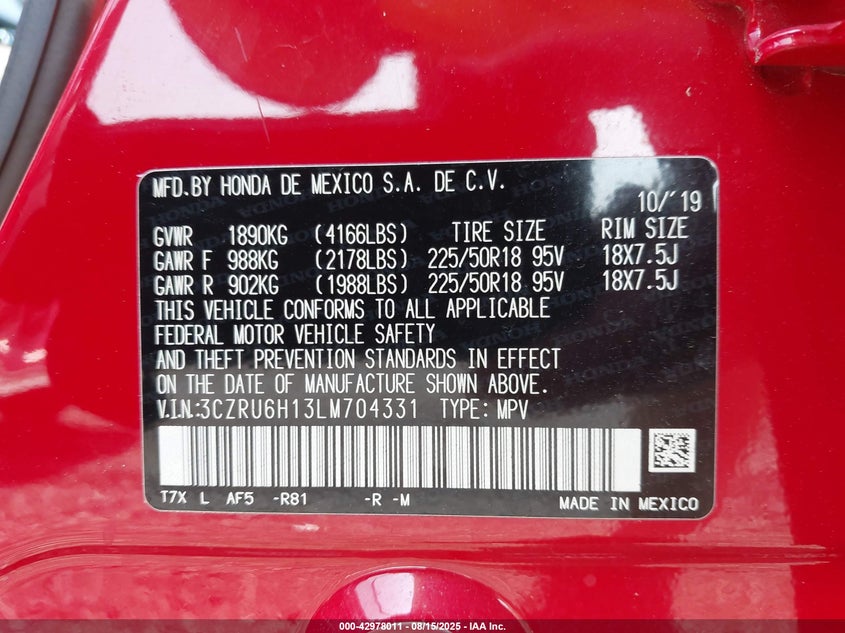 MFD.BY HONDA DE MEXICO S.A. DE C.V.
10/'19
GVWR 1890KG (4166LBS) TIRE SIZE RIM SIZE
GAWR F 988KG (2178LBS) 225/50R18 95V 18X7.5J
GAWR R 902KG (1988LBS) 225/50R18 95V 18X7.5J
THIS VEHICLE CONFORMS TO ALL APPLICABLE
FEDERAL MOTOR VEHICLE SAFETY
AND THEFT PREVENTION STANDARDS IN EFFECT
ON THE DATE OF MANUFACTURE SHOWN ABOVE.
V.I.N.:3CZRU6H13LM704331 TYPE: MPV
T7X L AF5 -R81 -R -M MADE IN MEXICO
000-42978011 - 08/15/2025 - IAA Inc.